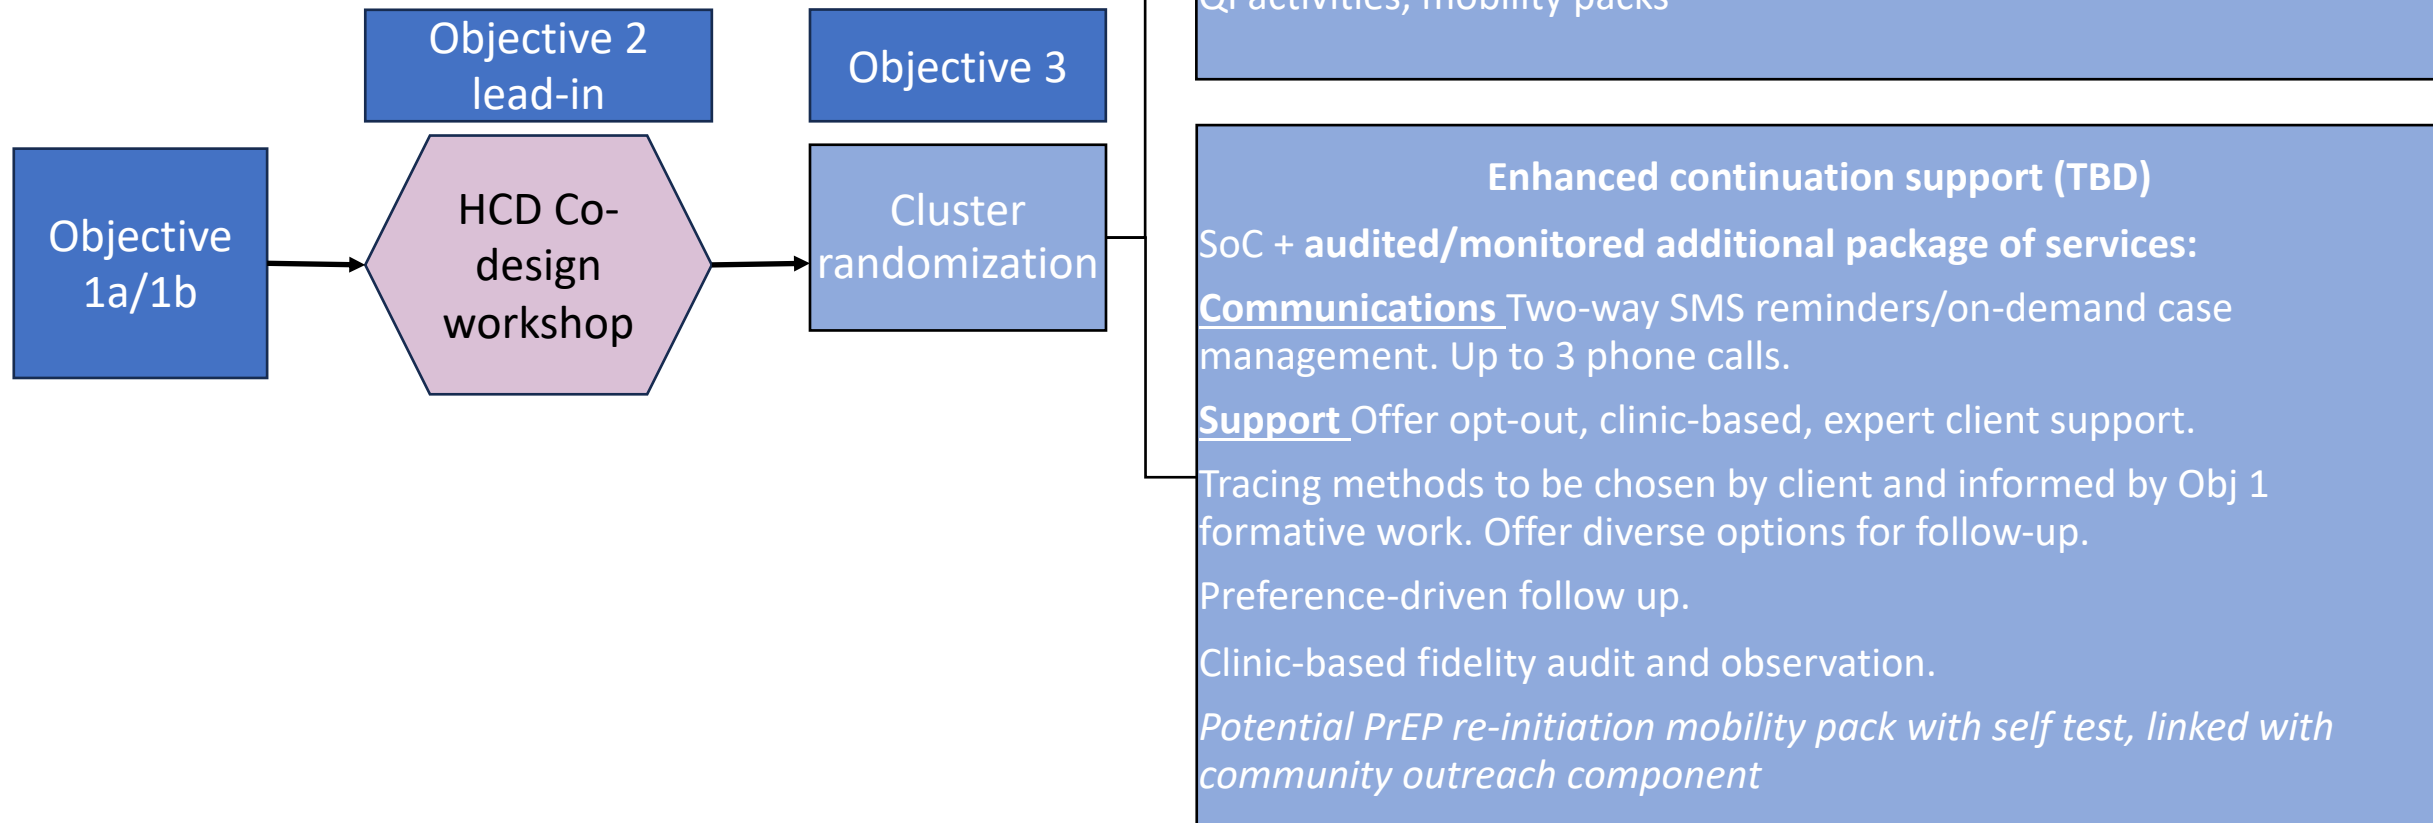 QI activities, mobility packs
Objective 2
lead-in
Objective 3
Objective
1a/1b
HCD Co-
design
workshop
Cluster
randomization
Enhanced continuation support (TBD)
SoC + audited/monitored additional package of services:
Communications Two-way SMS reminders/on-demand case
management. Up to 3 phone calls.
Support Offer opt-out, clinic-based, expert client support.
Tracing methods to be chosen by client and informed by Obj 1
formative work. Offer diverse options for follow-up.
Preference-driven follow up.
Clinic-based fidelity audit and observation.
Potential PrEP re-initiation mobility pack with self test, linked with
community outreach component